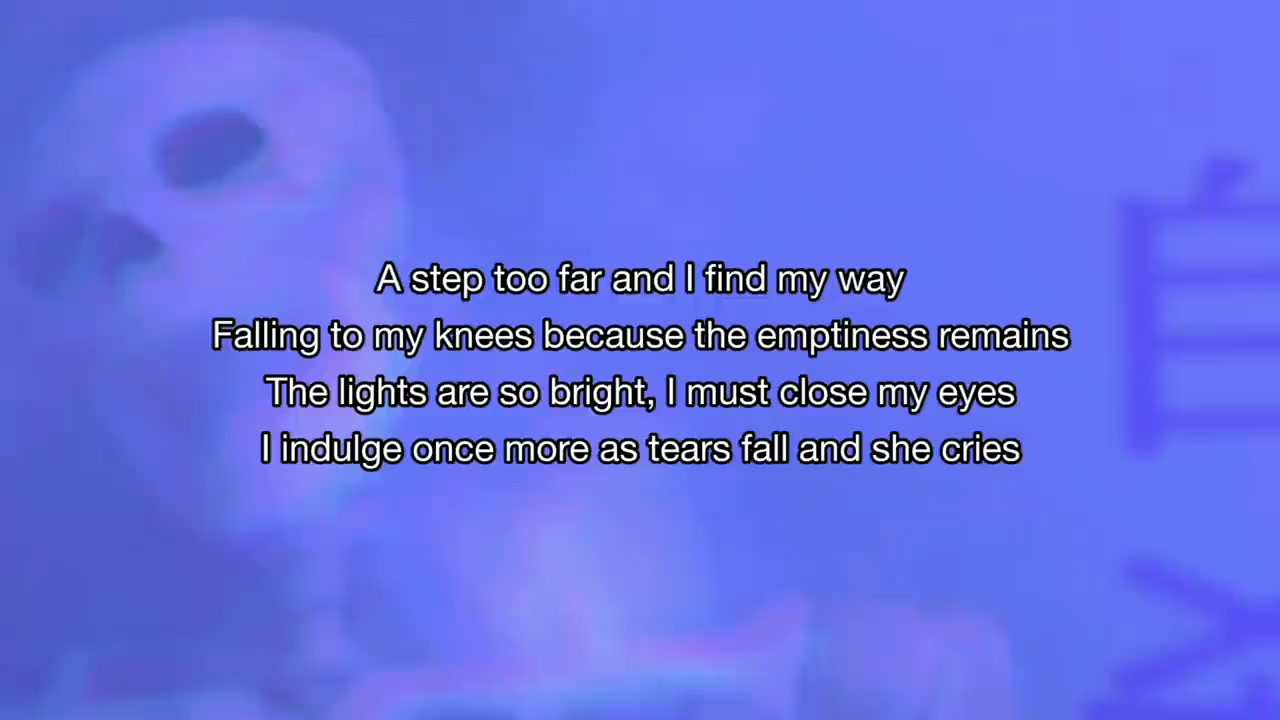 A step too far and I find my way
Falling to my knees because the emptiness remains
The lights are so bright, I must close my eyes
I indulge once more as tears fall and she cries